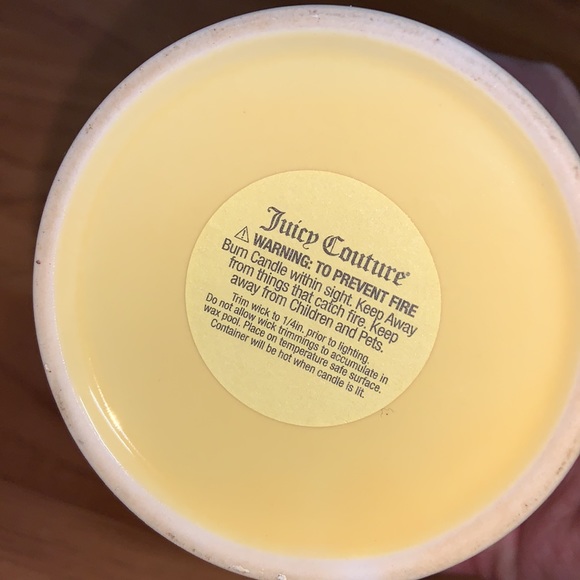 Juicy Couture®
⚠ WARNING: TO PREVENT FIRE
Burn Candle within sight. Keep Away
from things that catch fire. Keep
away from Children and Pets.
Trim wick to 1/4in. prior to lighting.
Do not allow wick trimmings to accumulate in
wax pool. Place on temperature safe surface.
Container will be hot when candle is lit.